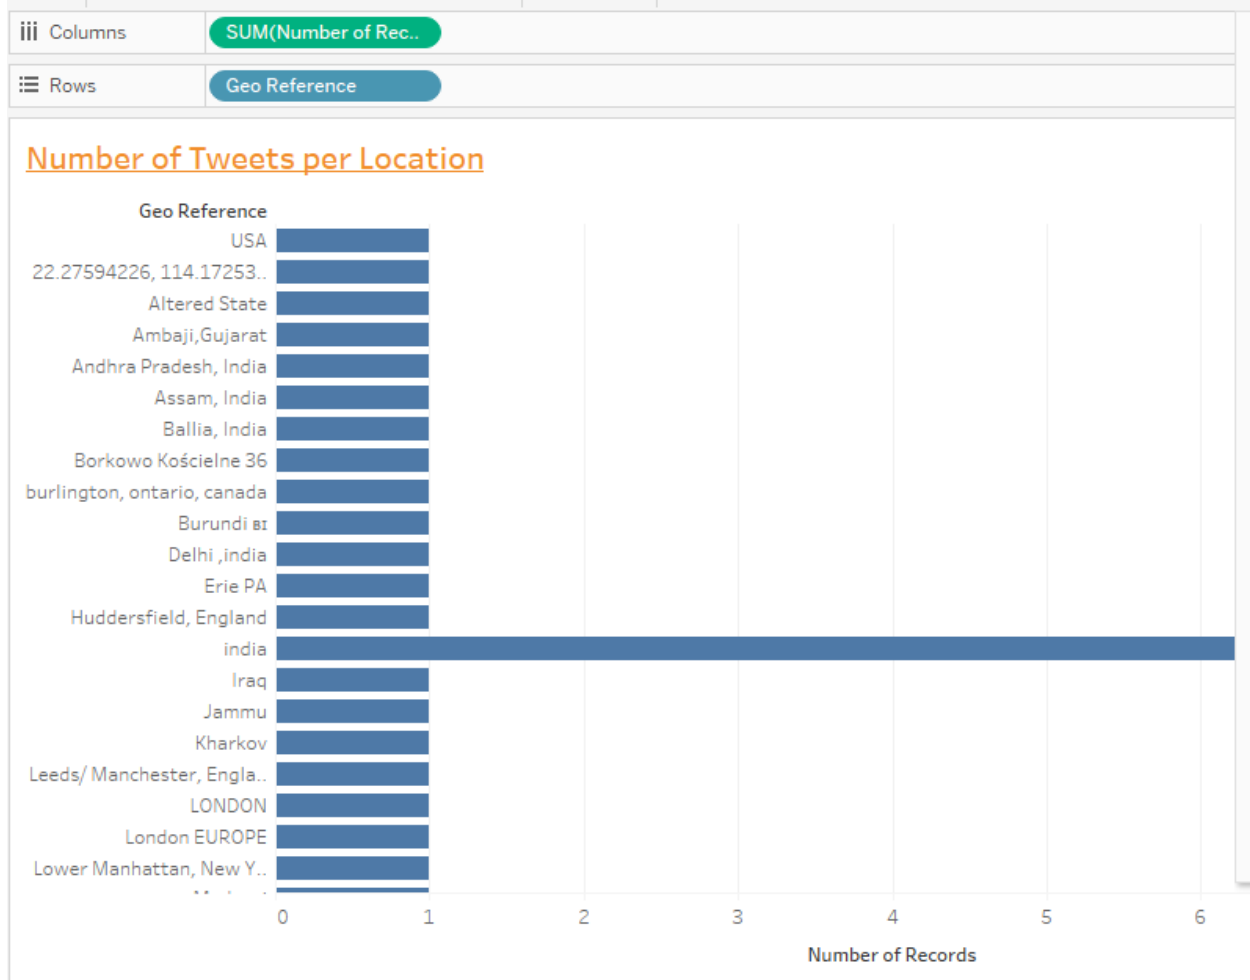 Columns SUM(Number of Rec..
Rows Geo Reference
Number of Tweets per Location
Geo Reference
USA
22.27594226, 114.17253..
Altered State
Ambaji,Gujarat
Andhra Pradesh, India
Assam, India
Ballia, India
Borkowo Kościelne 36
burlington, ontario, canada
Burundi BI
Delhi ,india
Erie PA
Huddersfield, England
india
Iraq
Jammu
Kharkov
Leeds/ Manchester, Engla..
LONDON
London EUROPE
Lower Manhattan, New Y..
0 1 2 3 4 5 6
Number of Records